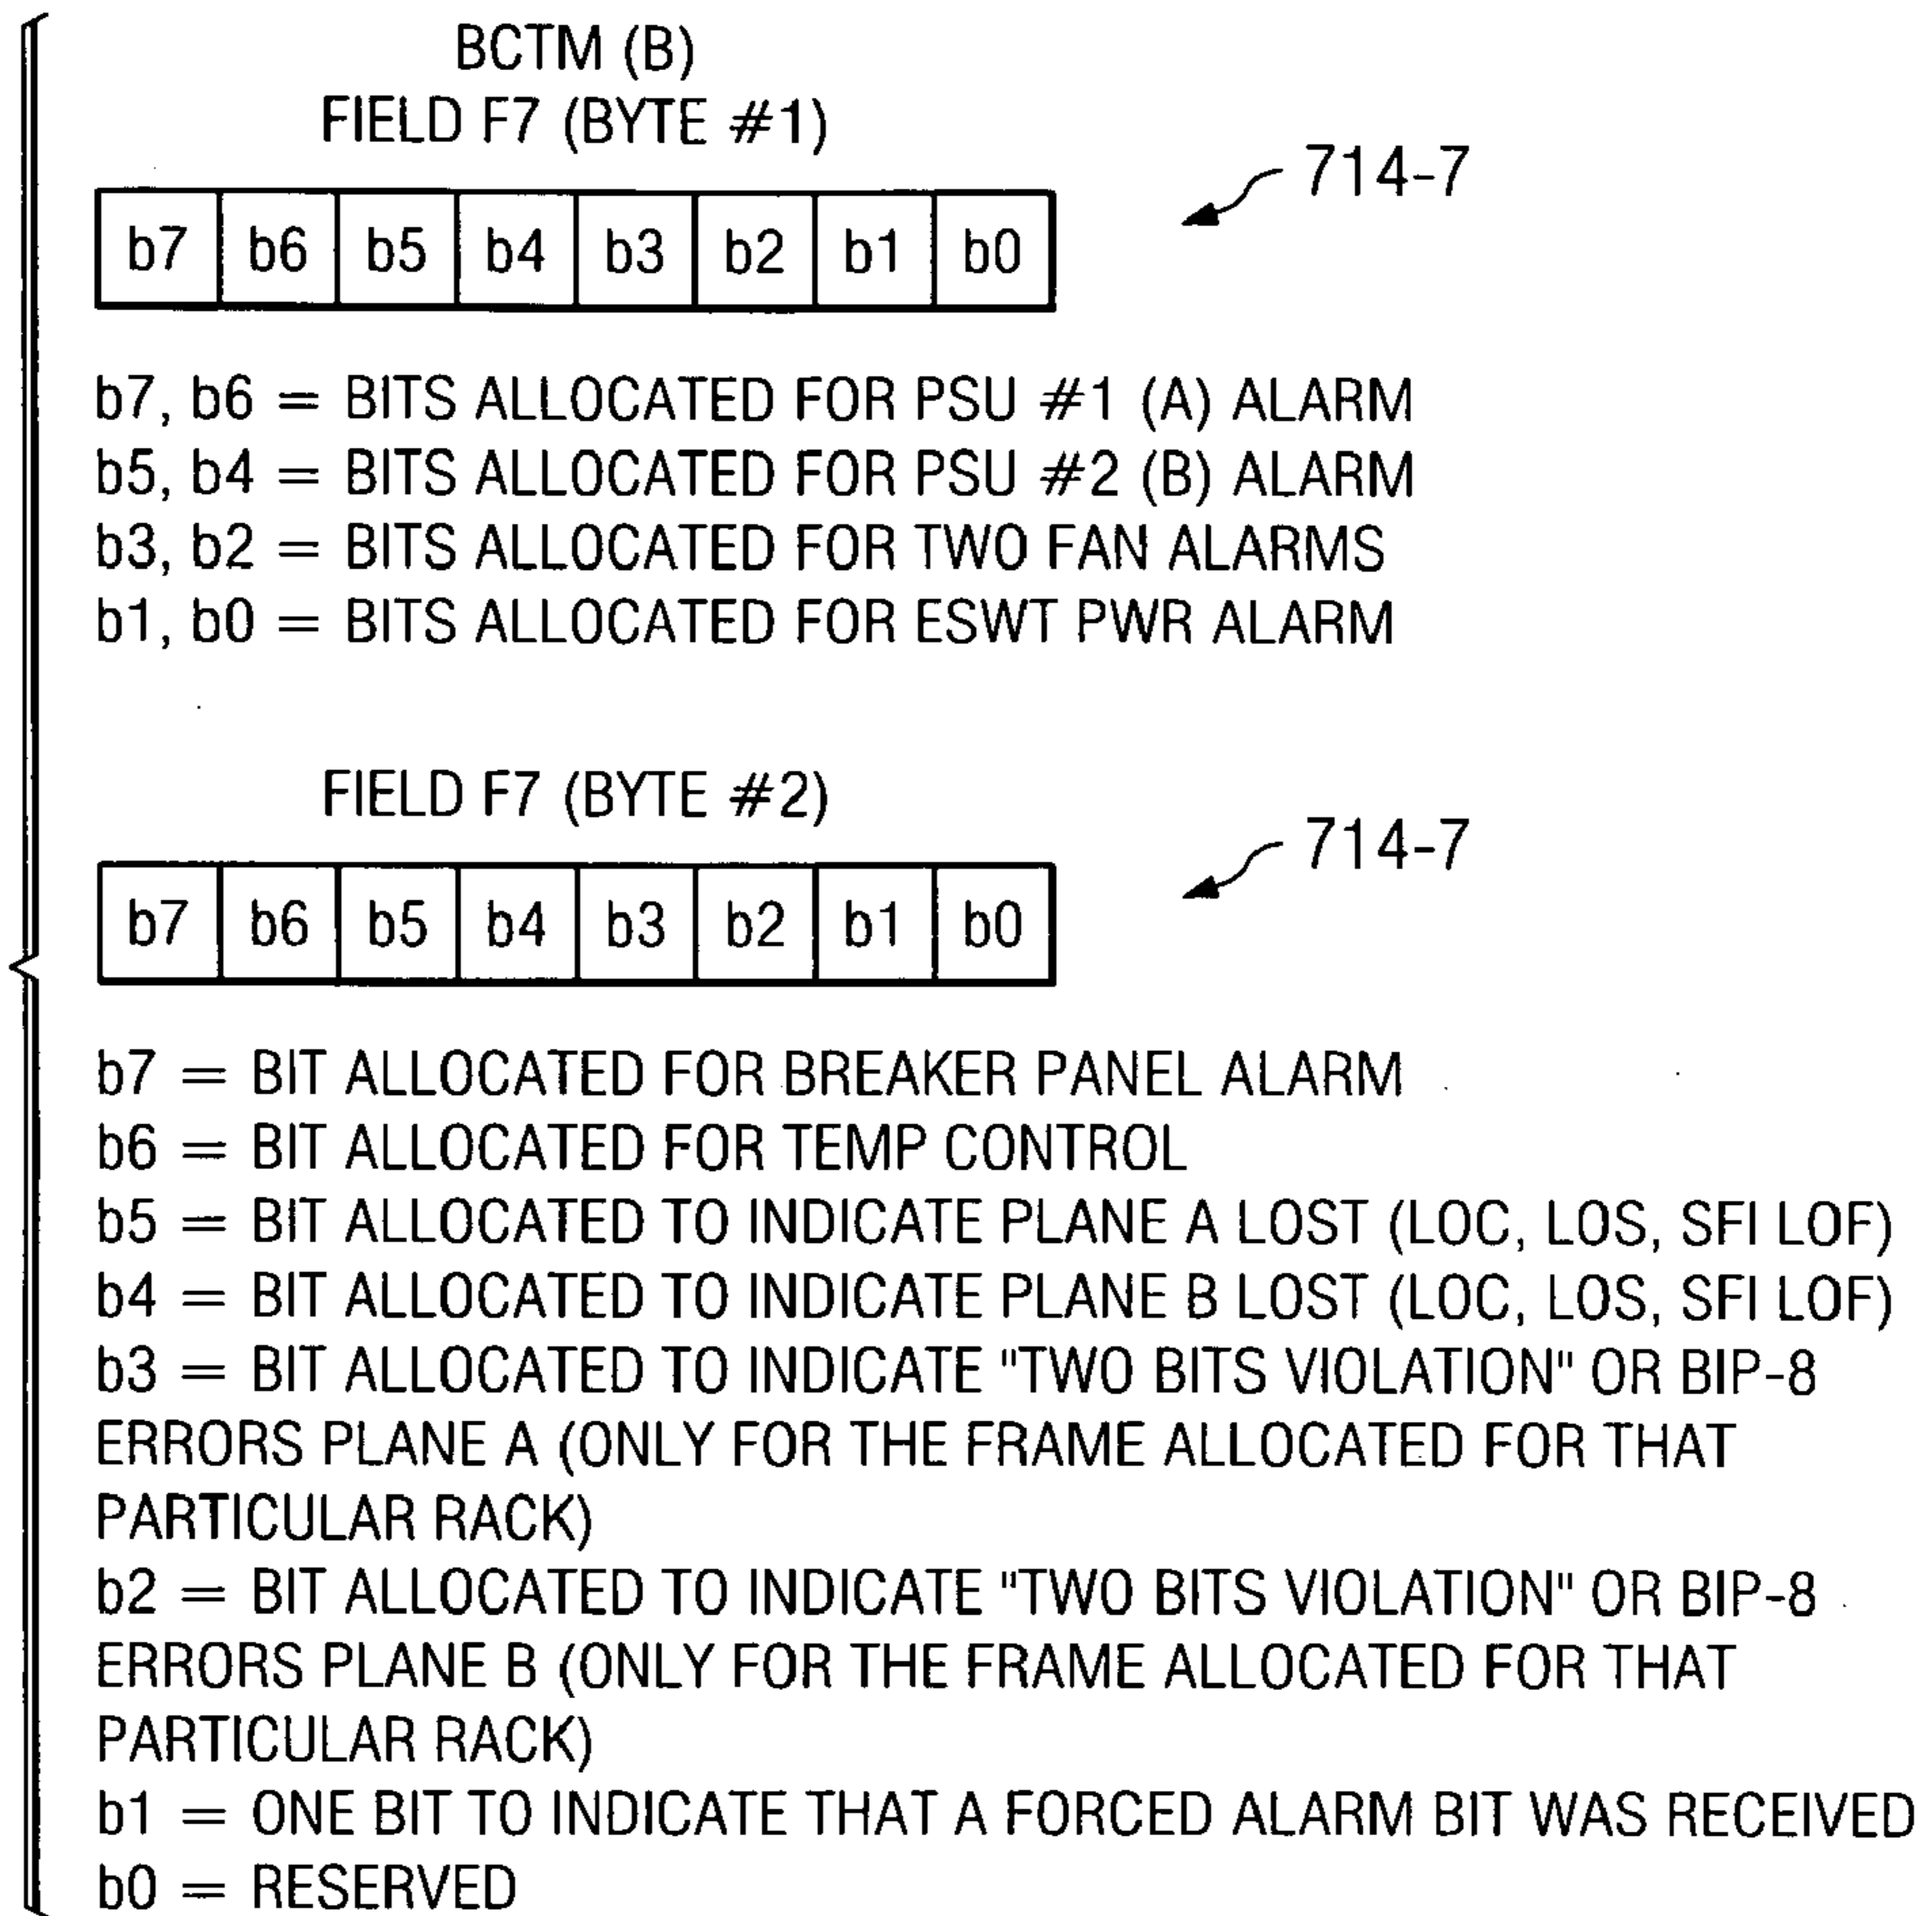 BCTM (B)
FIELD F7 (BYTE #1)
714-7
b7 b6 b5 b4 b3 b2 b1 b0
b7, b6 = BITS ALLOCATED FOR PSU #1 (A) ALARM
b5, b4 = BITS ALLOCATED FOR PSU #2 (B) ALARM
b3, b2 = BITS ALLOCATED FOR TWO FAN ALARMS
b1, b0 = BITS ALLOCATED FOR ESWT PWR ALARM
FIELD F7 (BYTE #2)
714-7
b7 b6 b5 b4 b3 b2 b1 b0
b7 = BIT ALLOCATED FOR BREAKER PANEL ALARM
b6 = BIT ALLOCATED FOR TEMP CONTROL
b5 = BIT ALLOCATED TO INDICATE PLANE A LOST (LOC, LOS, SFI LOF)
b4 = BIT ALLOCATED TO INDICATE PLANE B LOST (LOC, LOS, SFI LOF)
b3 = BIT ALLOCATED TO INDICATE "TWO BITS VIOLATION" OR BIP-8
ERRORS PLANE A (ONLY FOR THE FRAME ALLOCATED FOR THAT
PARTICULAR RACK)
b2 = BIT ALLOCATED TO INDICATE "TWO BITS VIOLATION" OR BIP-8
ERRORS PLANE B (ONLY FOR THE FRAME ALLOCATED FOR THAT
PARTICULAR RACK)
b1 = ONE BIT TO INDICATE THAT A FORCED ALARM BIT WAS RECEIVED
b0 = RESERVED